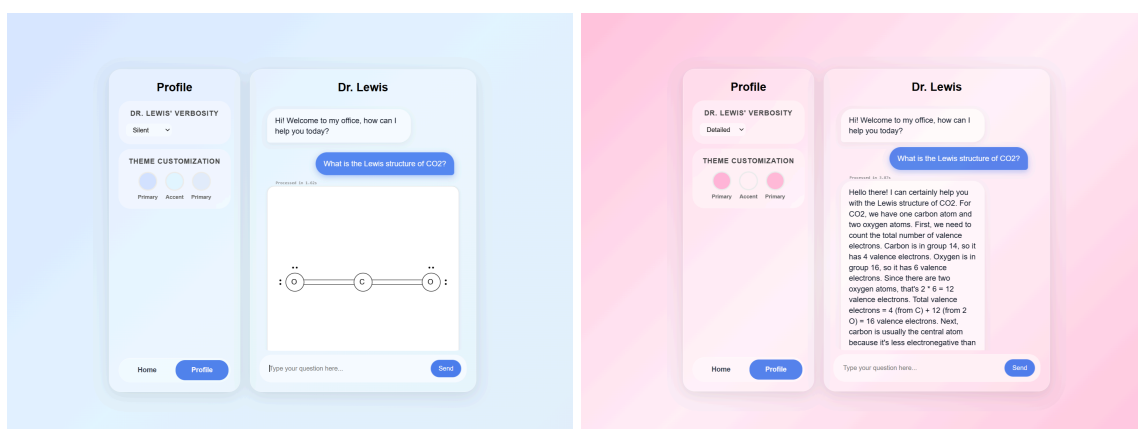 Profile
DR. LEWIS' VERBOSITY
Silent
THEME CUSTOMIZATION
Primary Accent Primary
Home Profile
Dr. Lewis
Hi! Welcome to my office, how can I
help you today?
What is the Lewis structure of CO2?
: O C O :
Type your question here...
Send
Profile
DR. LEWIS' VERBOSITY
Detailed
THEME CUSTOMIZATION
Primary Accent Primary
Home Profile
Dr. Lewis
Hi! Welcome to my office, how can I
help you today?
What is the Lewis structure of CO2?
Hello there! I can certainly help you
with the Lewis structure of CO2. For
CO2, we have one carbon atom and
two oxygen atoms. First, we need to
count the total number of valence
electrons. Carbon is in group 14, so it
has 4 valence electrons. Oxygen is in
group 16, so it has 6 valence
electrons. Since there are two
oxygen atoms, that's 2 * 6 = 12
valence electrons. Total valence
electrons = 4 (from C) + 12 (from 2
O) = 16 valence electrons. Next,
carbon is usually the central atom
because it's less electronegative than
Type your question here...
Send